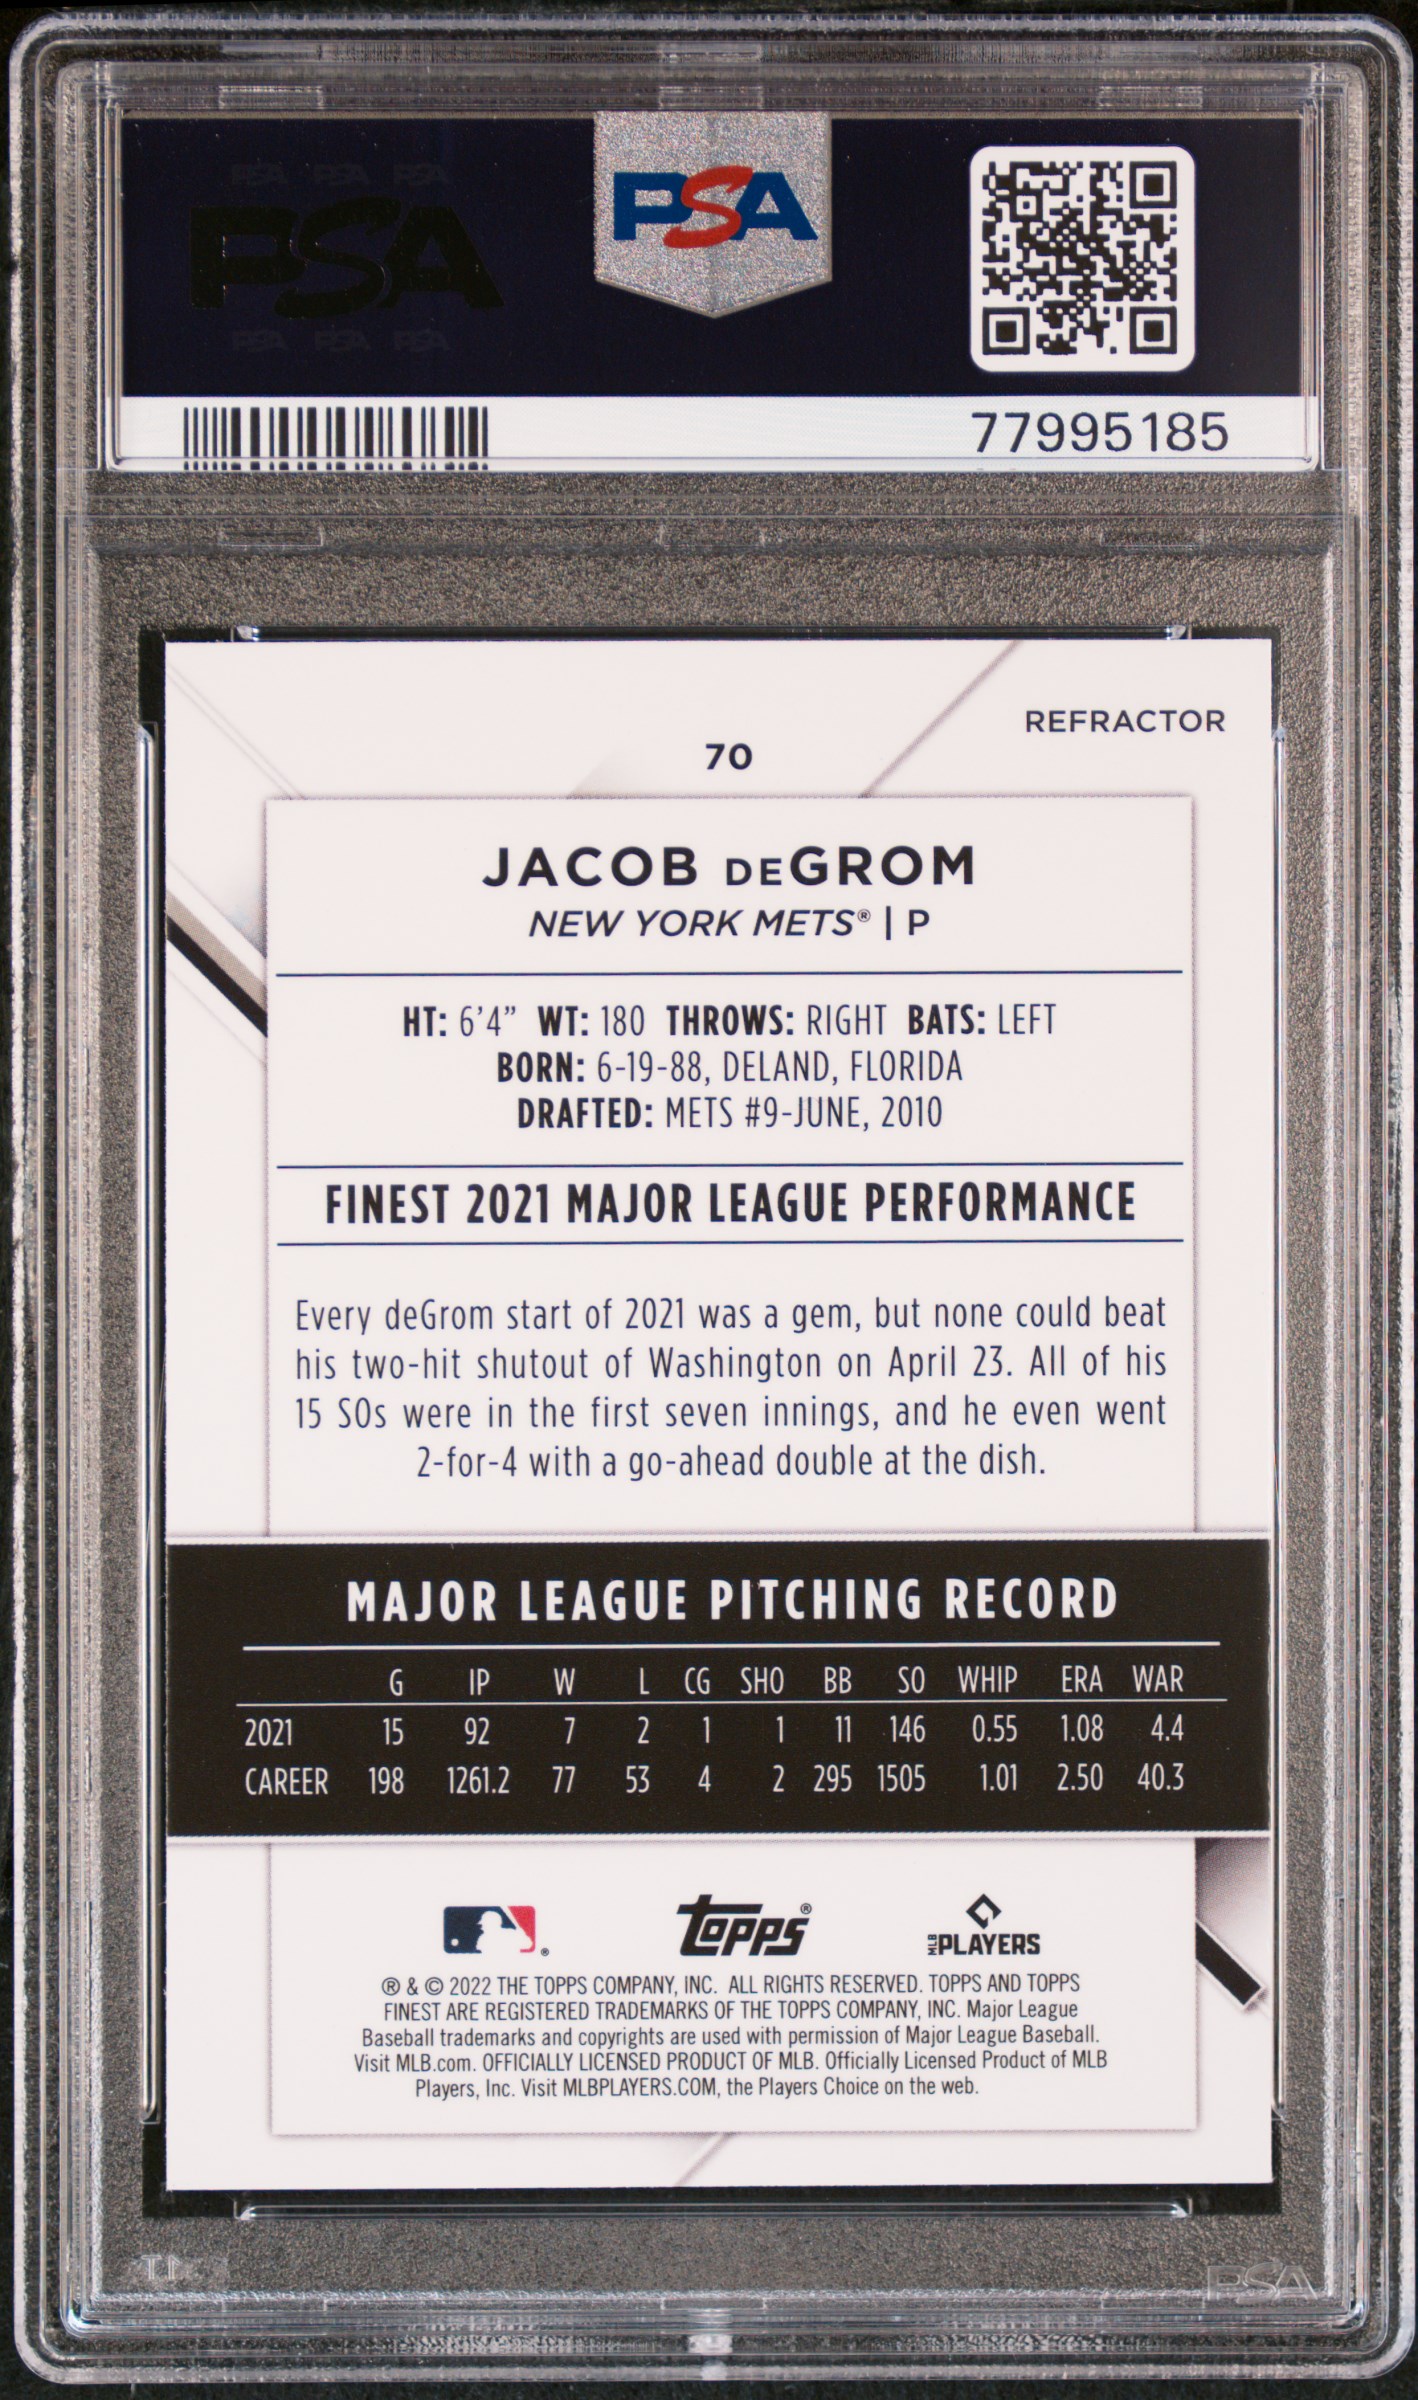 PSA PSA PSA
PSA
PSA PSA PSA
PSA
77995185
REFRACTOR
70
JACOB DEGROM
NEW YORK METS® | P
HT: 6'4" WT: 180 THROWS: RIGHT BATS: LEFT
BORN: 6-19-88, DELAND, FLORIDA
DRAFTED: METS #9-JUNE, 2010
FINEST 2021 MAJOR LEAGUE PERFORMANCE
Every deGrom start of 2021 was a gem, but none could beat
his two-hit shutout of Washington on April 23. All of his
15 SOs were in the first seven innings, and he even went
2-for-4 with a go-ahead double at the dish.
MAJOR LEAGUE PITCHING RECORD
G IP W L CG SHO BB SO WHIP ERA WAR
2021 15 92 7 2 1 1 11 146 0.55 1.08 4.4
CAREER 198 1261.2 77 53 4 2 295 1505 1.01 2.50 40.3
® topps® MLB PLAYERS
® & © 2022 THE TOPPS COMPANY, INC. ALL RIGHTS RESERVED. TOPPS AND TOPPS
FINEST ARE REGISTERED TRADEMARKS OF THE TOPPS COMPANY, INC. Major League
Baseball trademarks and copyrights are used with permission of Major League Baseball.
Visit MLB.com. OFFICIALLY LICENSED PRODUCT OF MLB. Officially Licensed Product of MLB
Players, Inc. Visit MLBPLAYERS.COM, the Players Choice on the web.
PSA